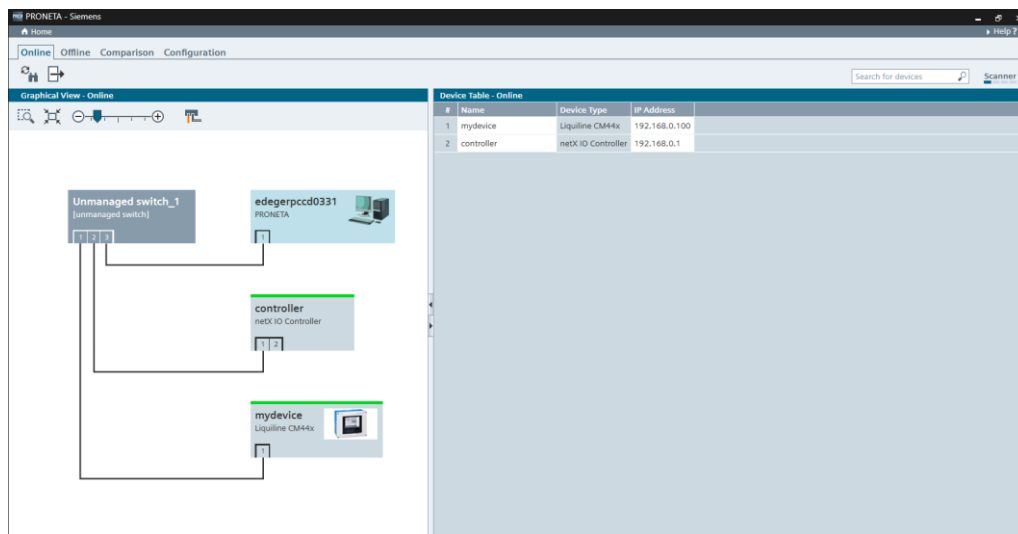 PRONETA - Siemens
Home
Help ?
Online Offline Comparison Configuration
Search for devices
Scanner
Graphical View - Online
Device Table - Online
# Name Device Type IP Address
1 mydevice Liquiline CM44x 192.168.0.100
2 controller netX IO Controller 192.168.0.1
Unmanaged switch_1
[unmanaged switch]
1 2 3
edegerpccd0331
PRONETA
1
controller
netX IO Controller
1 2
mydevice
Liquiline CM44x
1